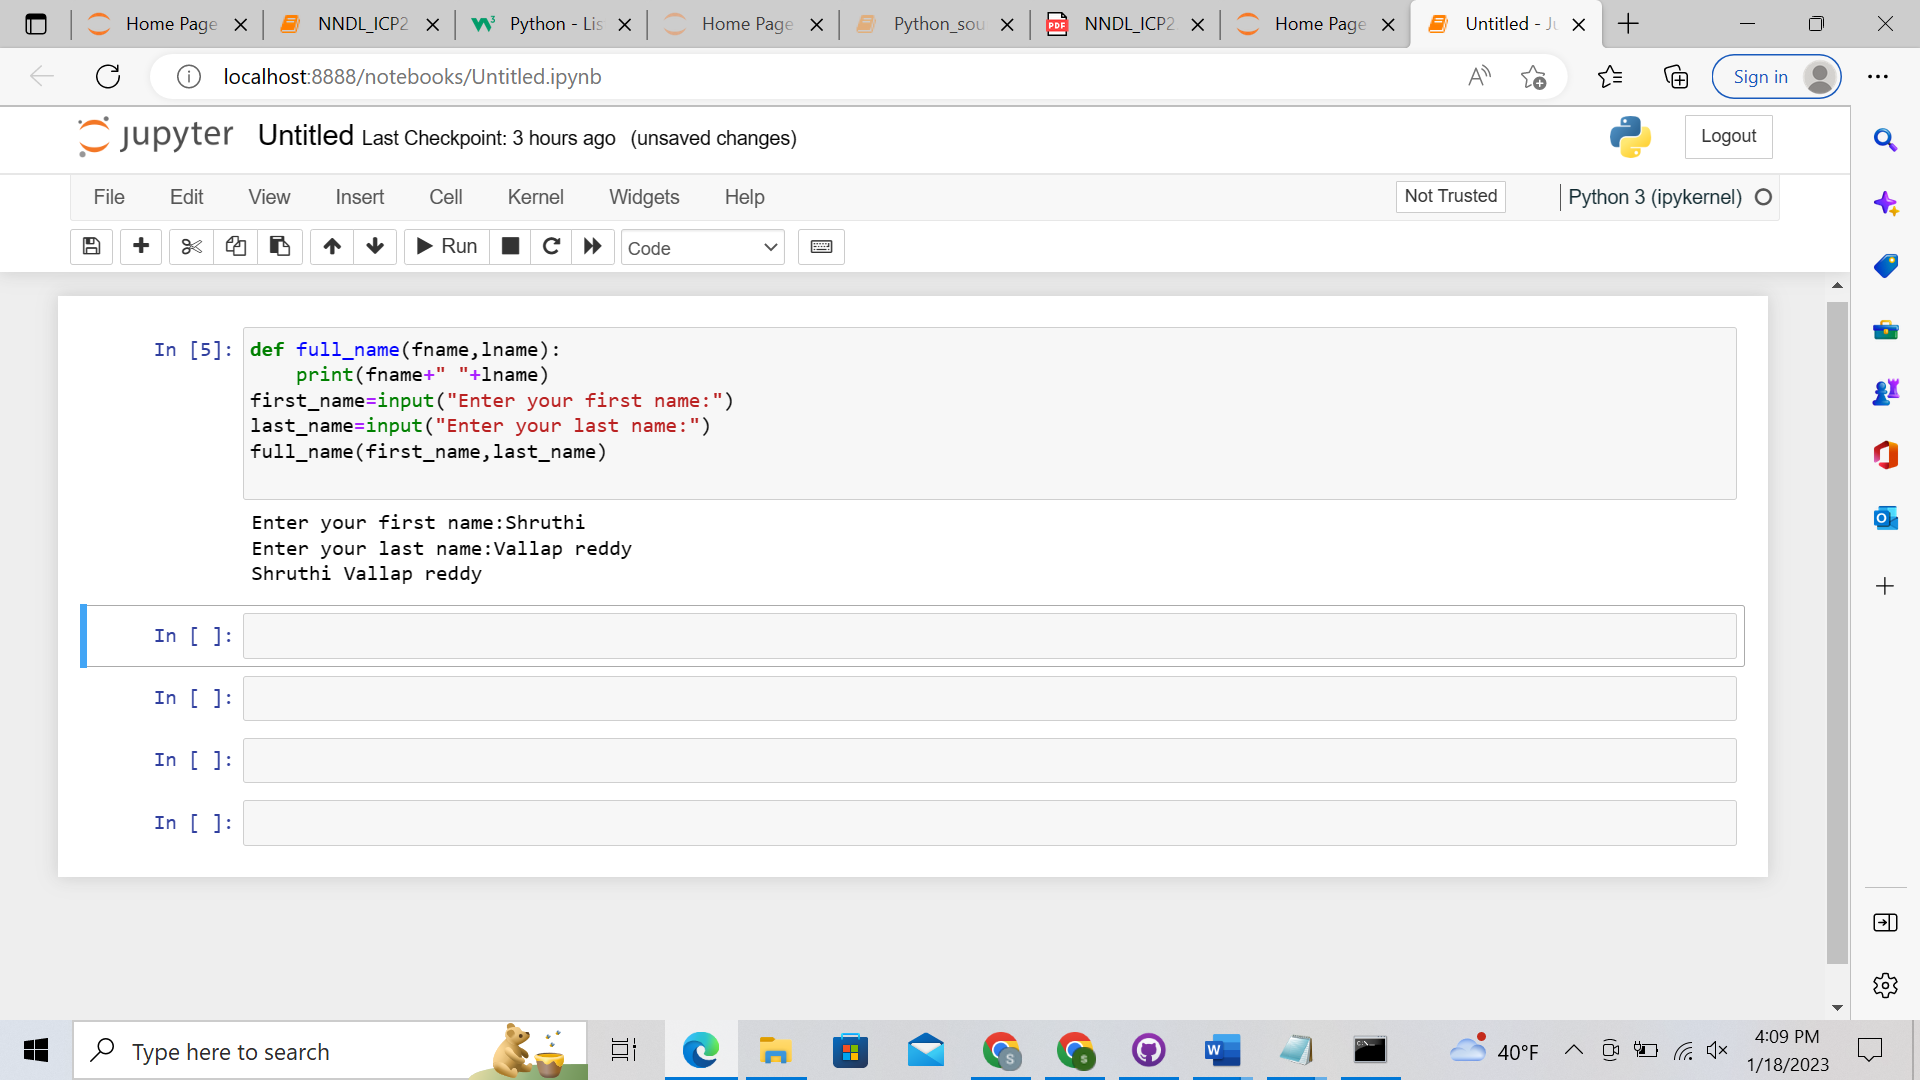 Home Page
NNDL_ICP2
Python - Lis
Home Page
Python_sou
NNDL_ICP2
Home Page
Untitled - Ju
localhost:8888/notebooks/Untitled.ipynb
Sign in
jupyter Untitled Last Checkpoint: 3 hours ago (unsaved changes)
Logout
File Edit View Insert Cell Kernel Widgets Help
Not Trusted
Python 3 (ipykernel)
Run
Code
In [5]:
def full_name(fname,lname):
    print(fname+" "+lname)
first_name=input("Enter your first name:")
last_name=input("Enter your last name:")
full_name(first_name,last_name)
Enter your first name:Shruthi
Enter your last name:Vallap reddy
Shruthi Vallap reddy
In [ ]:
In [ ]:
In [ ]:
In [ ]:
Type here to search
40°F
4:09 PM
1/18/2023